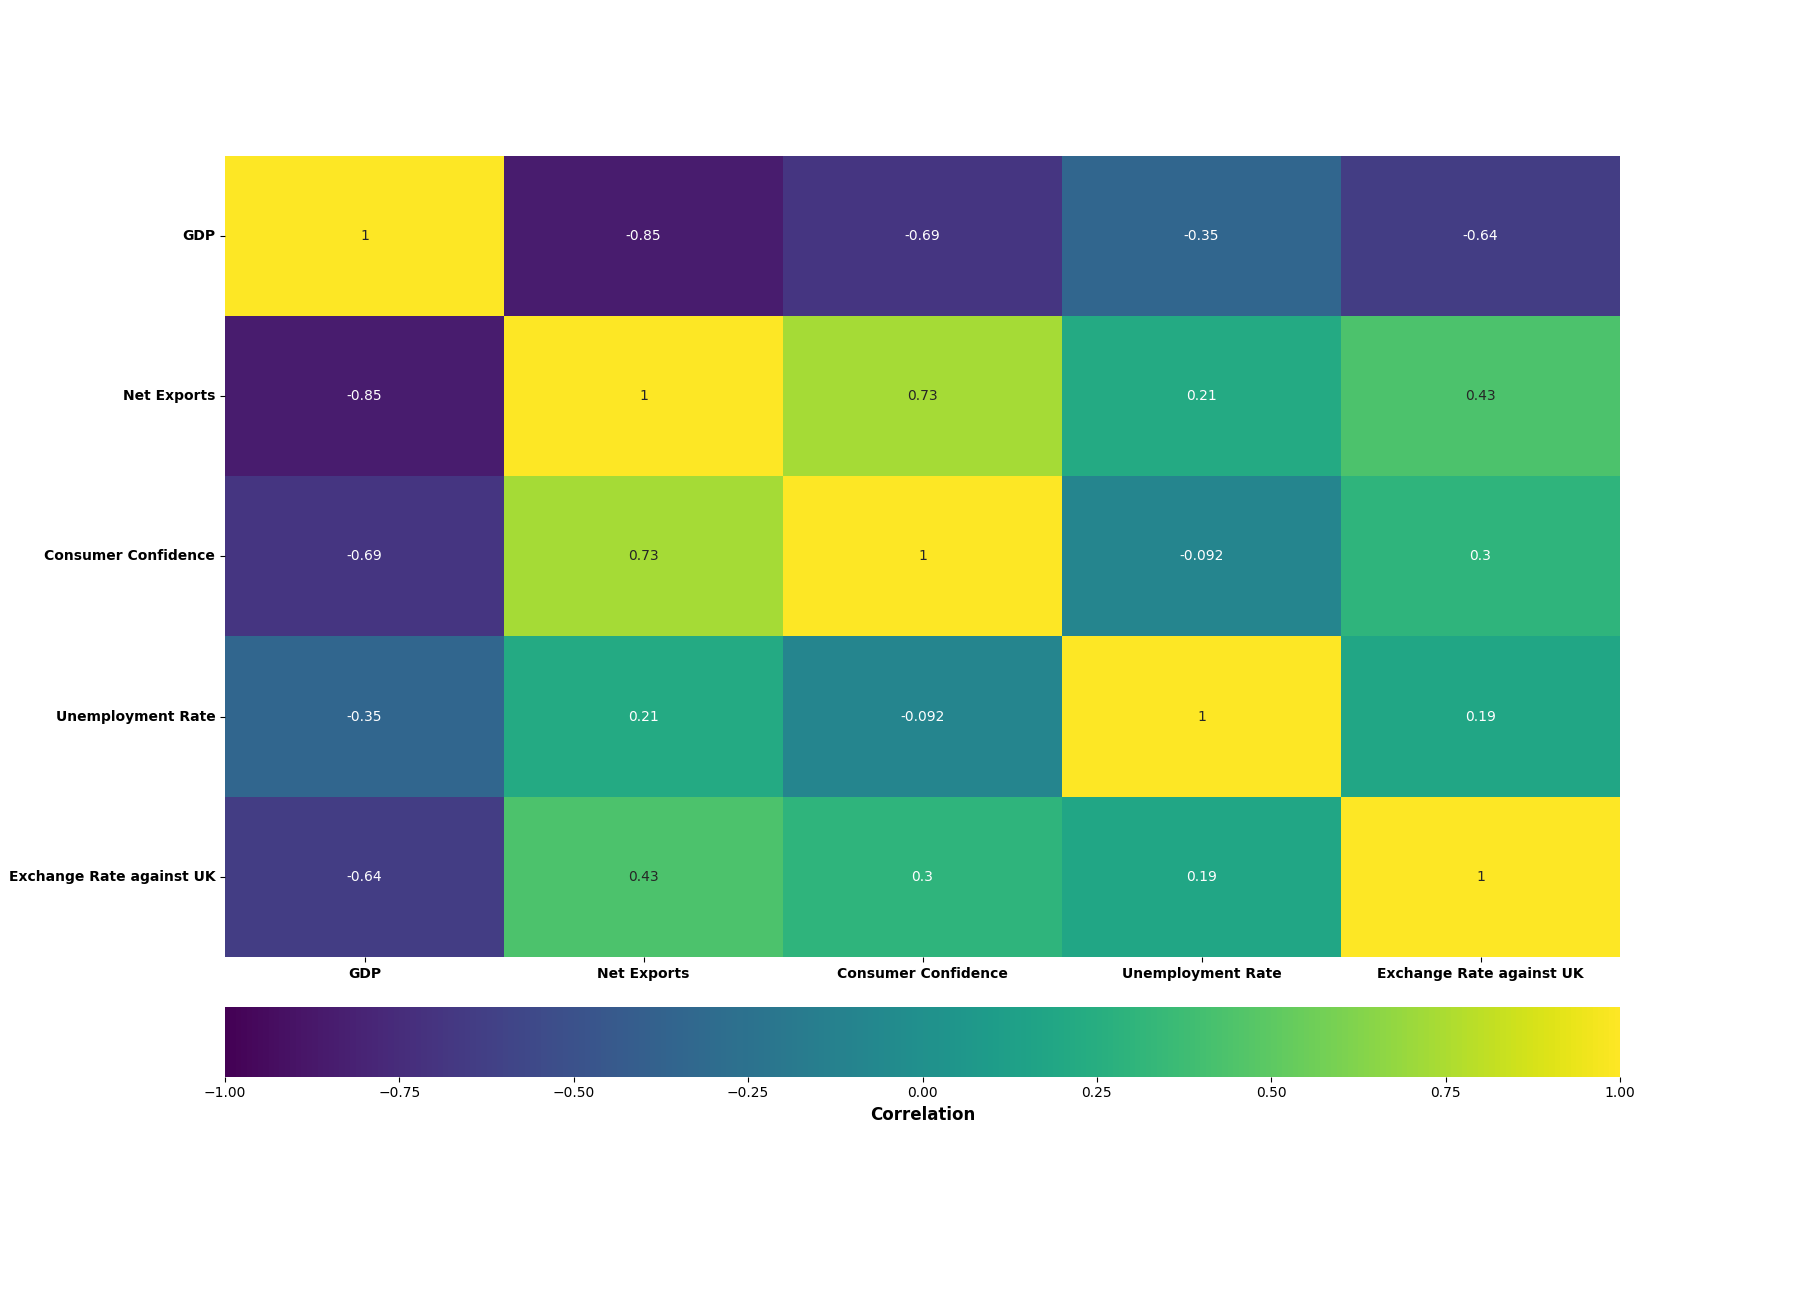 GDP 1 -0.85 -0.69 -0.35 -0.64
Net Exports -0.85 1 0.73 0.21 0.43
Consumer Confidence -0.69 0.73 1 -0.092 0.3
Unemployment Rate -0.35 0.21 -0.092 1 0.19
Exchange Rate against UK -0.64 0.43 0.3 0.19 1
GDP Net Exports Consumer Confidence Unemployment Rate Exchange Rate against UK
−1.00 −0.75 −0.50 −0.25 0.00 0.25 0.50 0.75 1.00
Correlation